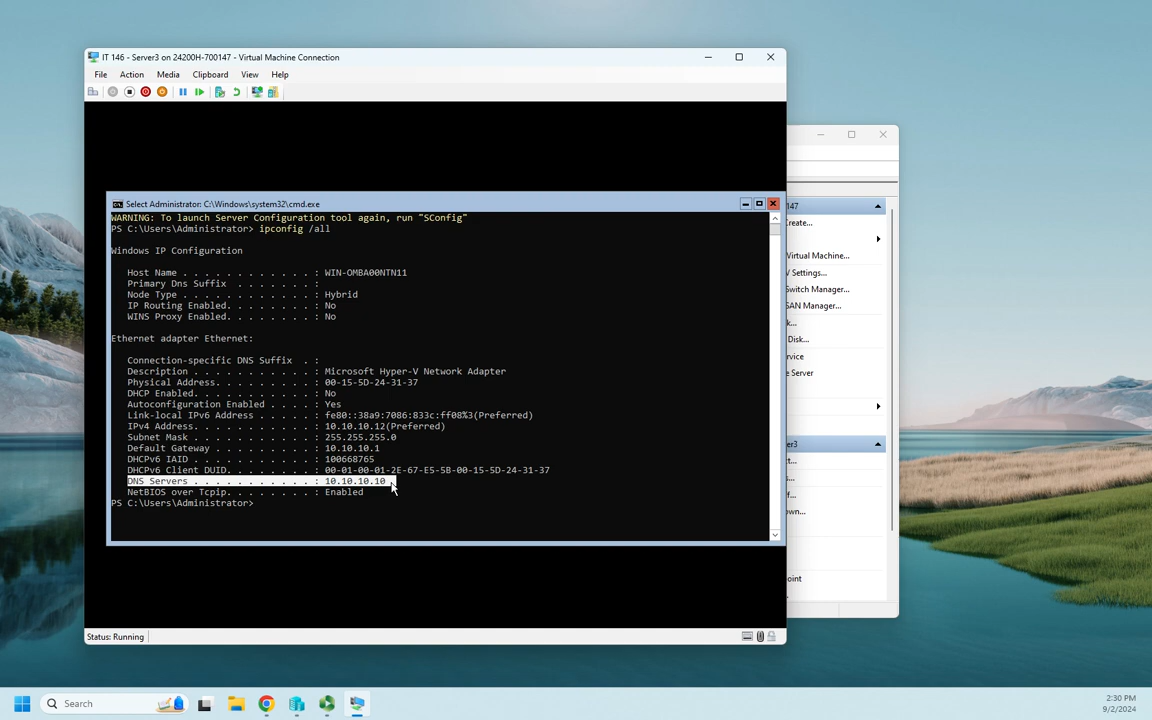 IT 146 - Server3 on 24200H-700147 - Virtual Machine Connection
File Action Media Clipboard View Help
Select Administrator: C:\Windows\system32\cmd.exe
WARNING: To launch Server Configuration tool again, run "SConfig"
PS C:\Users\Administrator> ipconfig /all
Windows IP Configuration
Host Name . . . . . . . . . . . . : WIN-OMBA00NTN11
Primary Dns Suffix . . . . . . . :
Node Type . . . . . . . . . . . . : Hybrid
IP Routing Enabled. . . . . . . . : No
WINS Proxy Enabled. . . . . . . . : No
Ethernet adapter Ethernet:
Connection-specific DNS Suffix . :
Description . . . . . . . . . . . : Microsoft Hyper-V Network Adapter
Physical Address. . . . . . . . . : 00-15-5D-24-31-37
DHCP Enabled. . . . . . . . . . . : No
Autoconfiguration Enabled . . . . : Yes
Link-local IPv6 Address . . . . . : fe80::38a9:7086:833c:ff08%3(Preferred)
IPv4 Address. . . . . . . . . . . : 10.10.10.12(Preferred)
Subnet Mask . . . . . . . . . . . : 255.255.255.0
Default Gateway . . . . . . . . . : 10.10.10.1
DHCPv6 IAID . . . . . . . . . . . : 100668765
DHCPv6 Client DUID. . . . . . . . : 00-01-00-01-2E-67-E5-5B-00-15-5D-24-31-37
DNS Servers . . . . . . . . . . . : 10.10.10.10
NetBIOS over Tcpip. . . . . . . . : Enabled
PS C:\Users\Administrator>
Status: Running
147
Create...
Virtual Machine...
V Settings...
Switch Manager...
SAN Manager...
k...
Disk...
rvice
e Server
er3
ct...
s...
f...
own...
oint
Search
2:30 PM
9/2/2024